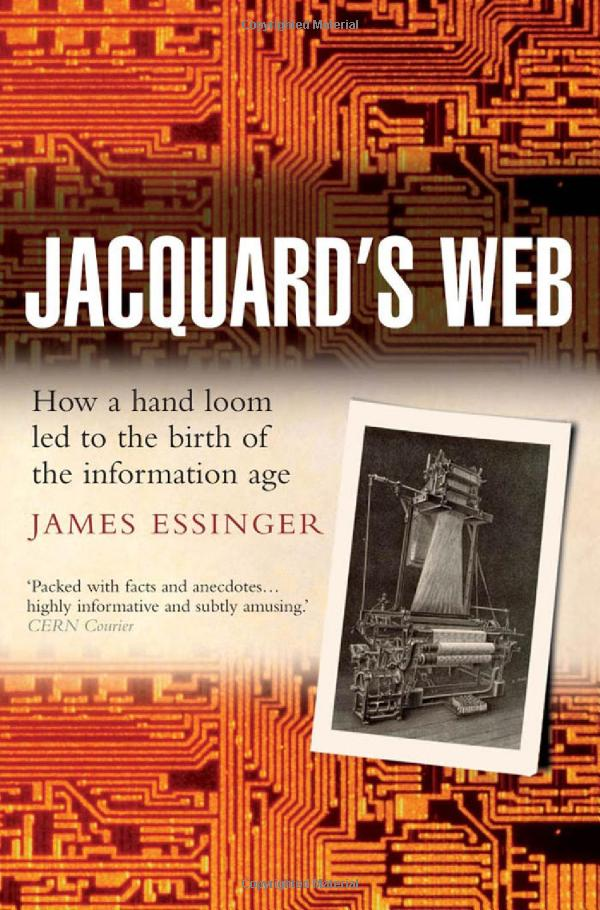 Copyrighted Material
JACQUARD'S WEB
How a hand loom
led to the birth of
the information age
JAMES ESSINGER
'Packed with facts and anecdotes…
highly informative and subtly amusing.'
CERN Courier
Copyrighted Material